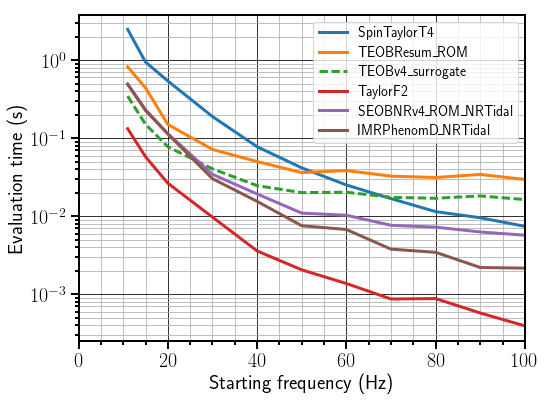 SpinTaylorT4
TEOBResum_ROM
TEOBv4_surrogate
TaylorF2
SEOBNRv4_ROM_NRTidal
IMRPhenomD_NRTidal
Evaluation time (s)
10⁰
10⁻¹
10⁻²
10⁻³
0 20 40 60 80 100
Starting frequency (Hz)